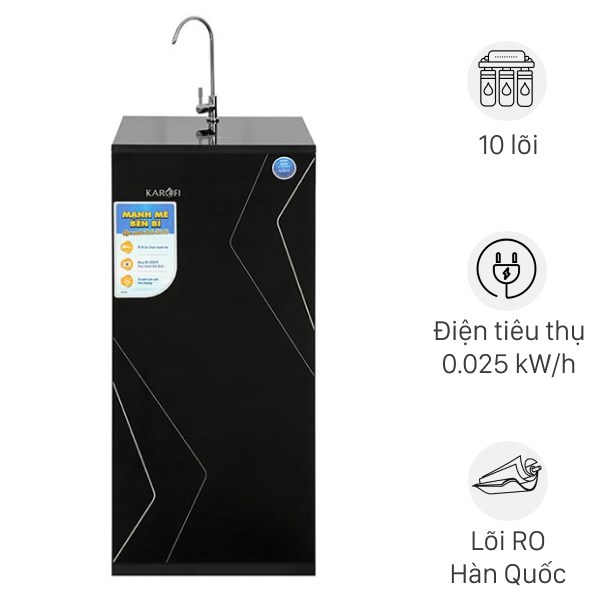 KAROFI
MẠNH MẼ
BỀN BỈ
10 lõi
Điện tiêu thụ
0.025 kW/h
Lõi RO
Hàn Quốc